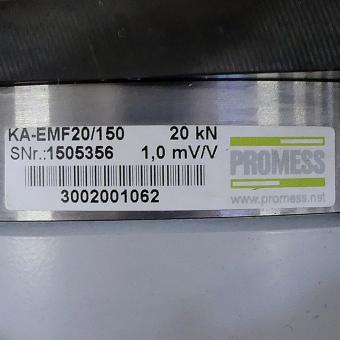 KA-EMF20/150 20 kN
SNr.:1505356 1,0 mV/V
PROMESS
3002001062
www.promess.net